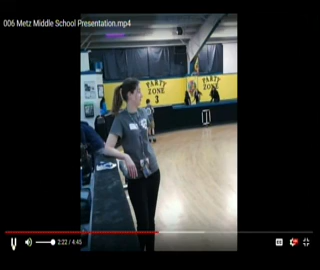 006 Metz Middle School Presentation.mp4
PARTY
ZONE
3
PARTY
ZONE
2:22 / 4:45